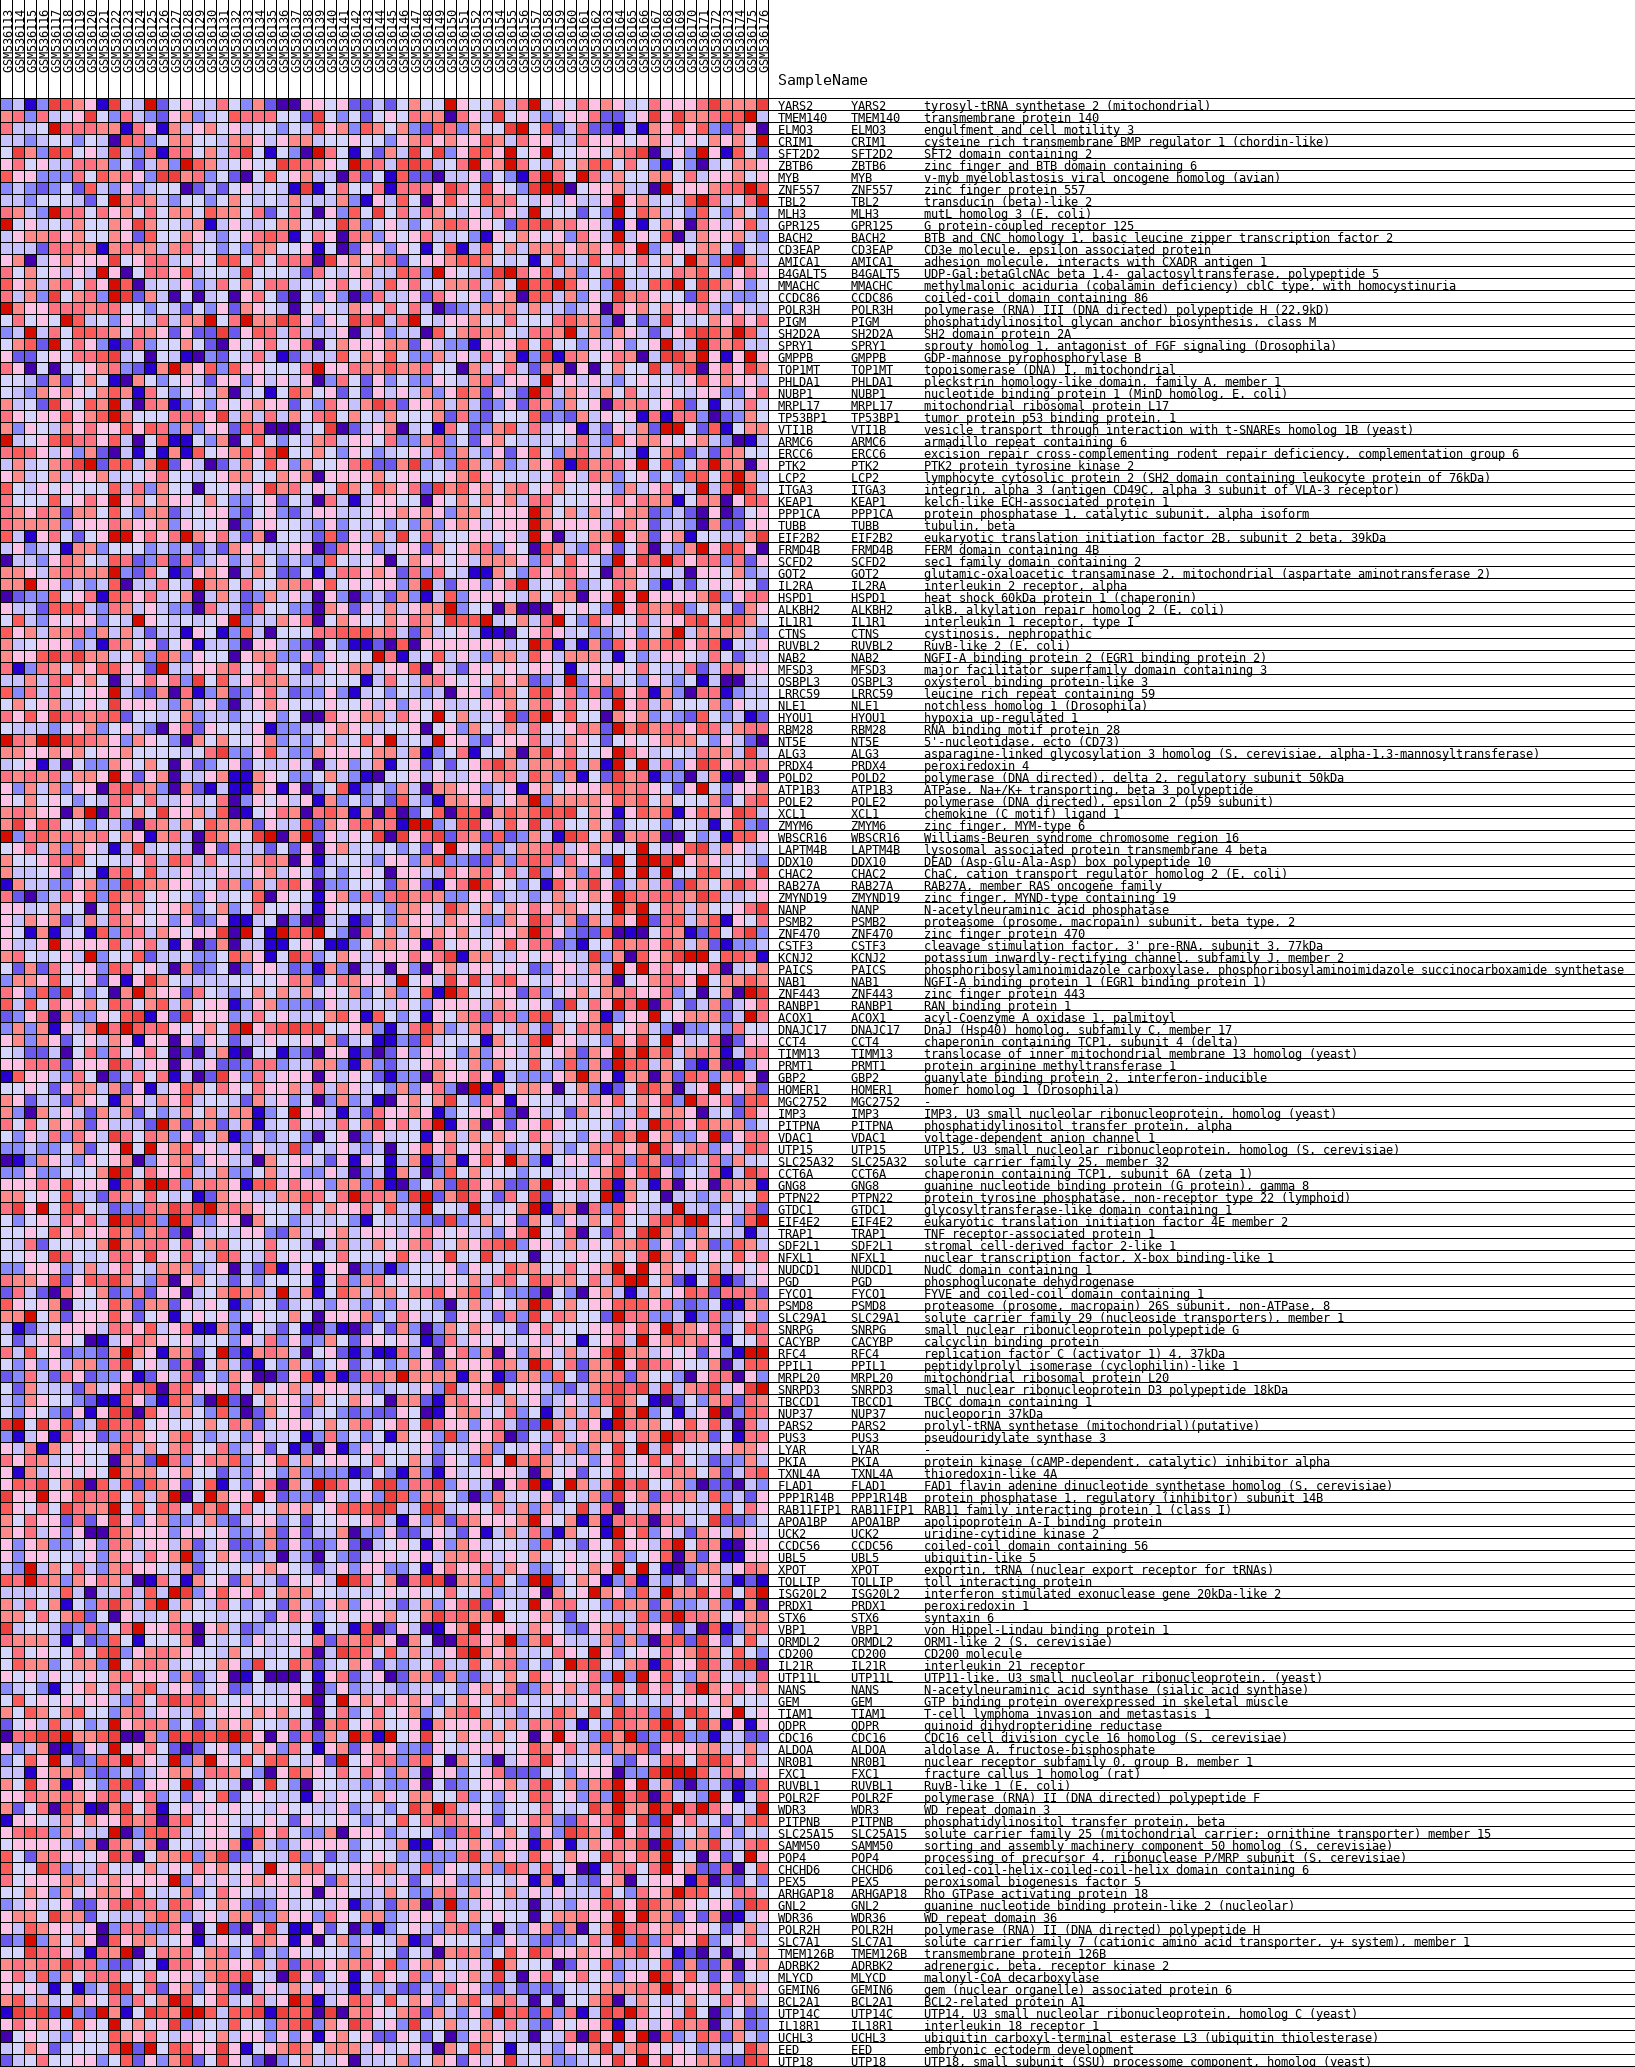 GSM536113 GSM536114 GSM536115 GSM536116 GSM536117 GSM536118 GSM536119 GSM536120 GSM536121 GSM536122 GSM536123 GSM536124 GSM536125 GSM536126 GSM536127 GSM536128 GSM536129 GSM536130 GSM536131 GSM536132 GSM536133 GSM536134 GSM536135 GSM536136 GSM536137 GSM536138 GSM536139 GSM536140 GSM536141 GSM536142 GSM536143 GSM536144 GSM536145 GSM536146 GSM536147 GSM536148 GSM536149 GSM536150 GSM536151 GSM536152 GSM536153 GSM536154 GSM536155 GSM536156 GSM536157 GSM536158 GSM536159 GSM536160 GSM536161 GSM536162 GSM536163 GSM536164 GSM536165 GSM536166 GSM536167 GSM536168 GSM536169 GSM536170 GSM536171 GSM536172 GSM536173 GSM536174 GSM536175 GSM536176
SampleName
YARS2 YARS2 tyrosyl-tRNA synthetase 2 (mitochondrial)
TMEM140 TMEM140 transmembrane protein 140
ELMO3 ELMO3 engulfment and cell motility 3
CRIM1 CRIM1 cysteine rich transmembrane BMP regulator 1 (chordin-like)
SFT2D2 SFT2D2 SFT2 domain containing 2
ZBTB6 ZBTB6 zinc finger and BTB domain containing 6
MYB MYB v-myb myeloblastosis viral oncogene homolog (avian)
ZNF557 ZNF557 zinc finger protein 557
TBL2 TBL2 transducin (beta)-like 2
MLH3 MLH3 mutL homolog 3 (E. coli)
GPR125 GPR125 G protein-coupled receptor 125
BACH2 BACH2 BTB and CNC homology 1, basic leucine zipper transcription factor 2
CD3EAP CD3EAP CD3e molecule, epsilon associated protein
AMICA1 AMICA1 adhesion molecule, interacts with CXADR antigen 1
B4GALT5 B4GALT5 UDP-Gal:betaGlcNAc beta 1,4- galactosyltransferase, polypeptide 5
MMACHC MMACHC methylmalonic aciduria (cobalamin deficiency) cblC type, with homocystinuria
CCDC86 CCDC86 coiled-coil domain containing 86
POLR3H POLR3H polymerase (RNA) III (DNA directed) polypeptide H (22.9kD)
PIGM PIGM phosphatidylinositol glycan anchor biosynthesis, class M
SH2D2A SH2D2A SH2 domain protein 2A
SPRY1 SPRY1 sprouty homolog 1, antagonist of FGF signaling (Drosophila)
GMPPB GMPPB GDP-mannose pyrophosphorylase B
TOP1MT TOP1MT topoisomerase (DNA) I, mitochondrial
PHLDA1 PHLDA1 pleckstrin homology-like domain, family A, member 1
NUBP1 NUBP1 nucleotide binding protein 1 (MinD homolog, E. coli)
MRPL17 MRPL17 mitochondrial ribosomal protein L17
TP53BP1 TP53BP1 tumor protein p53 binding protein, 1
VTI1B VTI1B vesicle transport through interaction with t-SNAREs homolog 1B (yeast)
ARMC6 ARMC6 armadillo repeat containing 6
ERCC6 ERCC6 excision repair cross-complementing rodent repair deficiency, complementation group 6
PTK2 PTK2 PTK2 protein tyrosine kinase 2
LCP2 LCP2 lymphocyte cytosolic protein 2 (SH2 domain containing leukocyte protein of 76kDa)
ITGA3 ITGA3 integrin, alpha 3 (antigen CD49C, alpha 3 subunit of VLA-3 receptor)
KEAP1 KEAP1 kelch-like ECH-associated protein 1
PPP1CA PPP1CA protein phosphatase 1, catalytic subunit, alpha isoform
TUBB TUBB tubulin, beta
EIF2B2 EIF2B2 eukaryotic translation initiation factor 2B, subunit 2 beta, 39kDa
FRMD4B FRMD4B FERM domain containing 4B
SCFD2 SCFD2 sec1 family domain containing 2
GOT2 GOT2 glutamic-oxaloacetic transaminase 2, mitochondrial (aspartate aminotransferase 2)
IL2RA IL2RA interleukin 2 receptor, alpha
HSPD1 HSPD1 heat shock 60kDa protein 1 (chaperonin)
ALKBH2 ALKBH2 alkB, alkylation repair homolog 2 (E. coli)
IL1R1 IL1R1 interleukin 1 receptor, type I
CTNS CTNS cystinosis, nephropathic
RUVBL2 RUVBL2 RuvB-like 2 (E. coli)
NAB2 NAB2 NGFI-A binding protein 2 (EGR1 binding protein 2)
MFSD3 MFSD3 major facilitator superfamily domain containing 3
OSBPL3 OSBPL3 oxysterol binding protein-like 3
LRRC59 LRRC59 leucine rich repeat containing 59
NLE1 NLE1 notchless homolog 1 (Drosophila)
HYOU1 HYOU1 hypoxia up-regulated 1
RBM28 RBM28 RNA binding motif protein 28
NT5E NT5E 5'-nucleotidase, ecto (CD73)
ALG3 ALG3 asparagine-linked glycosylation 3 homolog (S. cerevisiae, alpha-1,3-mannosyltransferase)
PRDX4 PRDX4 peroxiredoxin 4
POLD2 POLD2 polymerase (DNA directed), delta 2, regulatory subunit 50kDa
ATP1B3 ATP1B3 ATPase, Na+/K+ transporting, beta 3 polypeptide
POLE2 POLE2 polymerase (DNA directed), epsilon 2 (p59 subunit)
XCL1 XCL1 chemokine (C motif) ligand 1
ZMYM6 ZMYM6 zinc finger, MYM-type 6
WBSCR16 WBSCR16 Williams-Beuren syndrome chromosome region 16
LAPTM4B LAPTM4B lysosomal associated protein transmembrane 4 beta
DDX10 DDX10 DEAD (Asp-Glu-Ala-Asp) box polypeptide 10
CHAC2 CHAC2 ChaC, cation transport regulator homolog 2 (E. coli)
RAB27A RAB27A RAB27A, member RAS oncogene family
ZMYND19 ZMYND19 zinc finger, MYND-type containing 19
NANP NANP N-acetylneuraminic acid phosphatase
PSMB2 PSMB2 proteasome (prosome, macropain) subunit, beta type, 2
ZNF470 ZNF470 zinc finger protein 470
CSTF3 CSTF3 cleavage stimulation factor, 3' pre-RNA, subunit 3, 77kDa
KCNJ2 KCNJ2 potassium inwardly-rectifying channel, subfamily J, member 2
PAICS PAICS phosphoribosylaminoimidazole carboxylase, phosphoribosylaminoimidazole succinocarboxamide synthetase
NAB1 NAB1 NGFI-A binding protein 1 (EGR1 binding protein 1)
ZNF443 ZNF443 zinc finger protein 443
RANBP1 RANBP1 RAN binding protein 1
ACOX1 ACOX1 acyl-Coenzyme A oxidase 1, palmitoyl
DNAJC17 DNAJC17 DnaJ (Hsp40) homolog, subfamily C, member 17
CCT4 CCT4 chaperonin containing TCP1, subunit 4 (delta)
TIMM13 TIMM13 translocase of inner mitochondrial membrane 13 homolog (yeast)
PRMT1 PRMT1 protein arginine methyltransferase 1
GBP2 GBP2 guanylate binding protein 2, interferon-inducible
HOMER1 HOMER1 homer homolog 1 (Drosophila)
MGC2752 MGC2752 -
IMP3 IMP3 IMP3, U3 small nucleolar ribonucleoprotein, homolog (yeast)
PITPNA PITPNA phosphatidylinositol transfer protein, alpha
VDAC1 VDAC1 voltage-dependent anion channel 1
UTP15 UTP15 UTP15, U3 small nucleolar ribonucleoprotein, homolog (S. cerevisiae)
SLC25A32 SLC25A32 solute carrier family 25, member 32
CCT6A CCT6A chaperonin containing TCP1, subunit 6A (zeta 1)
GNG8 GNG8 guanine nucleotide binding protein (G protein), gamma 8
PTPN22 PTPN22 protein tyrosine phosphatase, non-receptor type 22 (lymphoid)
GTDC1 GTDC1 glycosyltransferase-like domain containing 1
EIF4E2 EIF4E2 eukaryotic translation initiation factor 4E member 2
TRAP1 TRAP1 TNF receptor-associated protein 1
SDF2L1 SDF2L1 stromal cell-derived factor 2-like 1
NFXL1 NFXL1 nuclear transcription factor, X-box binding-like 1
NUDCD1 NUDCD1 NudC domain containing 1
PGD PGD phosphogluconate dehydrogenase
FYCO1 FYCO1 FYVE and coiled-coil domain containing 1
PSMD8 PSMD8 proteasome (prosome, macropain) 26S subunit, non-ATPase, 8
SLC29A1 SLC29A1 solute carrier family 29 (nucleoside transporters), member 1
SNRPG SNRPG small nuclear ribonucleoprotein polypeptide G
CACYBP CACYBP calcyclin binding protein
RFC4 RFC4 replication factor C (activator 1) 4, 37kDa
PPIL1 PPIL1 peptidylprolyl isomerase (cyclophilin)-like 1
MRPL20 MRPL20 mitochondrial ribosomal protein L20
SNRPD3 SNRPD3 small nuclear ribonucleoprotein D3 polypeptide 18kDa
TBCCD1 TBCCD1 TBCC domain containing 1
NUP37 NUP37 nucleoporin 37kDa
PARS2 PARS2 prolyl-tRNA synthetase (mitochondrial)(putative)
PUS3 PUS3 pseudouridylate synthase 3
LYAR LYAR -
PKIA PKIA protein kinase (cAMP-dependent, catalytic) inhibitor alpha
TXNL4A TXNL4A thioredoxin-like 4A
FLAD1 FLAD1 FAD1 flavin adenine dinucleotide synthetase homolog (S. cerevisiae)
PPP1R14B PPP1R14B protein phosphatase 1, regulatory (inhibitor) subunit 14B
RAB11FIP1 RAB11FIP1 RAB11 family interacting protein 1 (class I)
APOA1BP APOA1BP apolipoprotein A-I binding protein
UCK2 UCK2 uridine-cytidine kinase 2
CCDC56 CCDC56 coiled-coil domain containing 56
UBL5 UBL5 ubiquitin-like 5
XPOT XPOT exportin, tRNA (nuclear export receptor for tRNAs)
TOLLIP TOLLIP toll interacting protein
ISG20L2 ISG20L2 interferon stimulated exonuclease gene 20kDa-like 2
PRDX1 PRDX1 peroxiredoxin 1
STX6 STX6 syntaxin 6
VBP1 VBP1 von Hippel-Lindau binding protein 1
ORMDL2 ORMDL2 ORM1-like 2 (S. cerevisiae)
CD200 CD200 CD200 molecule
IL21R IL21R interleukin 21 receptor
UTP11L UTP11L UTP11-like, U3 small nucleolar ribonucleoprotein, (yeast)
NANS NANS N-acetylneuraminic acid synthase (sialic acid synthase)
GEM GEM GTP binding protein overexpressed in skeletal muscle
TIAM1 TIAM1 T-cell lymphoma invasion and metastasis 1
QDPR QDPR quinoid dihydropteridine reductase
CDC16 CDC16 CDC16 cell division cycle 16 homolog (S. cerevisiae)
ALDOA ALDOA aldolase A, fructose-bisphosphate
NR0B1 NR0B1 nuclear receptor subfamily 0, group B, member 1
FXC1 FXC1 fracture callus 1 homolog (rat)
RUVBL1 RUVBL1 RuvB-like 1 (E. coli)
POLR2F POLR2F polymerase (RNA) II (DNA directed) polypeptide F
WDR3 WDR3 WD repeat domain 3
PITPNB PITPNB phosphatidylinositol transfer protein, beta
SLC25A15 SLC25A15 solute carrier family 25 (mitochondrial carrier; ornithine transporter) member 15
SAMM50 SAMM50 sorting and assembly machinery component 50 homolog (S. cerevisiae)
POP4 POP4 processing of precursor 4, ribonuclease P/MRP subunit (S. cerevisiae)
CHCHD6 CHCHD6 coiled-coil-helix-coiled-coil-helix domain containing 6
PEX5 PEX5 peroxisomal biogenesis factor 5
ARHGAP18 ARHGAP18 Rho GTPase activating protein 18
GNL2 GNL2 guanine nucleotide binding protein-like 2 (nucleolar)
WDR36 WDR36 WD repeat domain 36
POLR2H POLR2H polymerase (RNA) II (DNA directed) polypeptide H
SLC7A1 SLC7A1 solute carrier family 7 (cationic amino acid transporter, y+ system), member 1
TMEM126B TMEM126B transmembrane protein 126B
ADRBK2 ADRBK2 adrenergic, beta, receptor kinase 2
MLYCD MLYCD malonyl-CoA decarboxylase
GEMIN6 GEMIN6 gem (nuclear organelle) associated protein 6
BCL2A1 BCL2A1 BCL2-related protein A1
UTP14C UTP14C UTP14, U3 small nucleolar ribonucleoprotein, homolog C (yeast)
IL18R1 IL18R1 interleukin 18 receptor 1
UCHL3 UCHL3 ubiquitin carboxyl-terminal esterase L3 (ubiquitin thiolesterase)
EED EED embryonic ectoderm development
UTP18 UTP18 UTP18, small subunit (SSU) processome component, homolog (yeast)